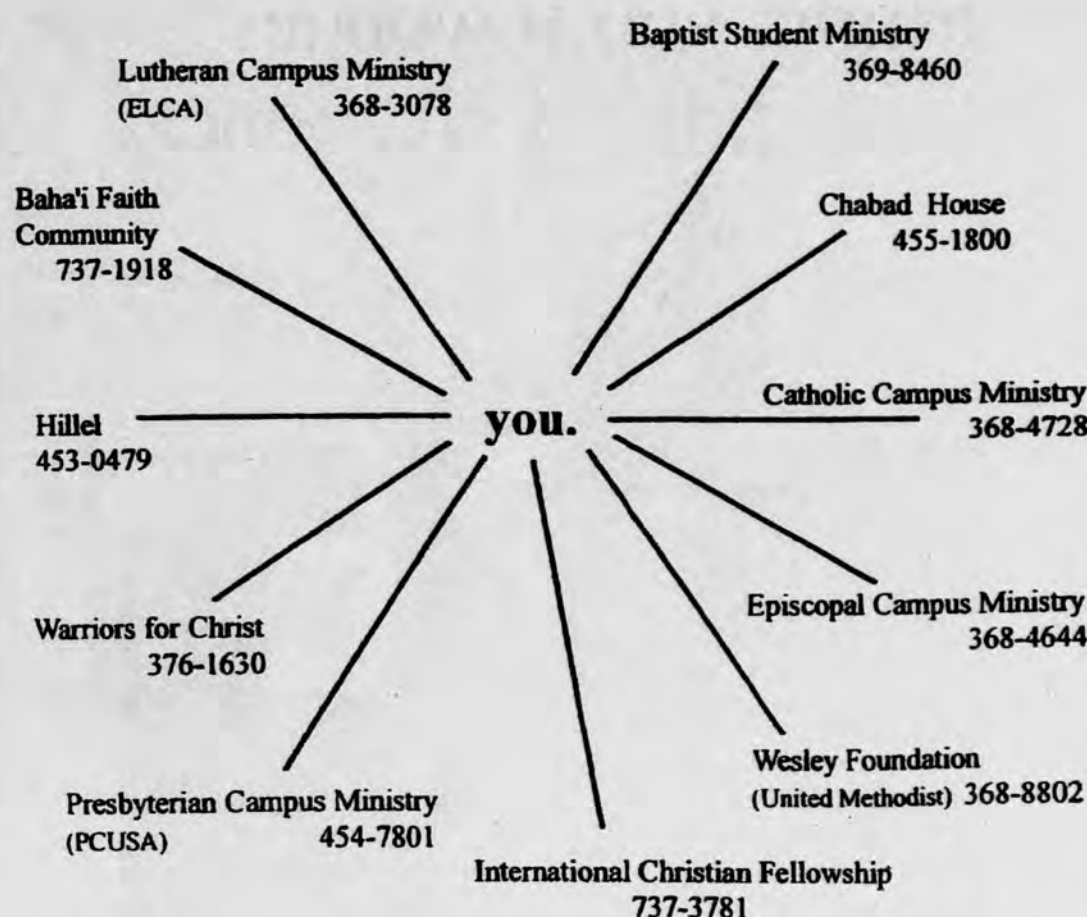 Baptist Student Ministry
369-8460
Lutheran Campus Ministry
(ELCA) 368-3078
Baha'i Faith
Community
737-1918
Chabad House
455-1800
you.
Catholic Campus Ministry
368-4728
Hillel
453-0479
Episcopal Campus Ministry
368-4644
Warriors for Christ
376-1630
Wesley Foundation
(United Methodist) 368-8802
Presbyterian Campus Ministry
(PCUSA) 454-7801
International Christian Fellowship
737-3781